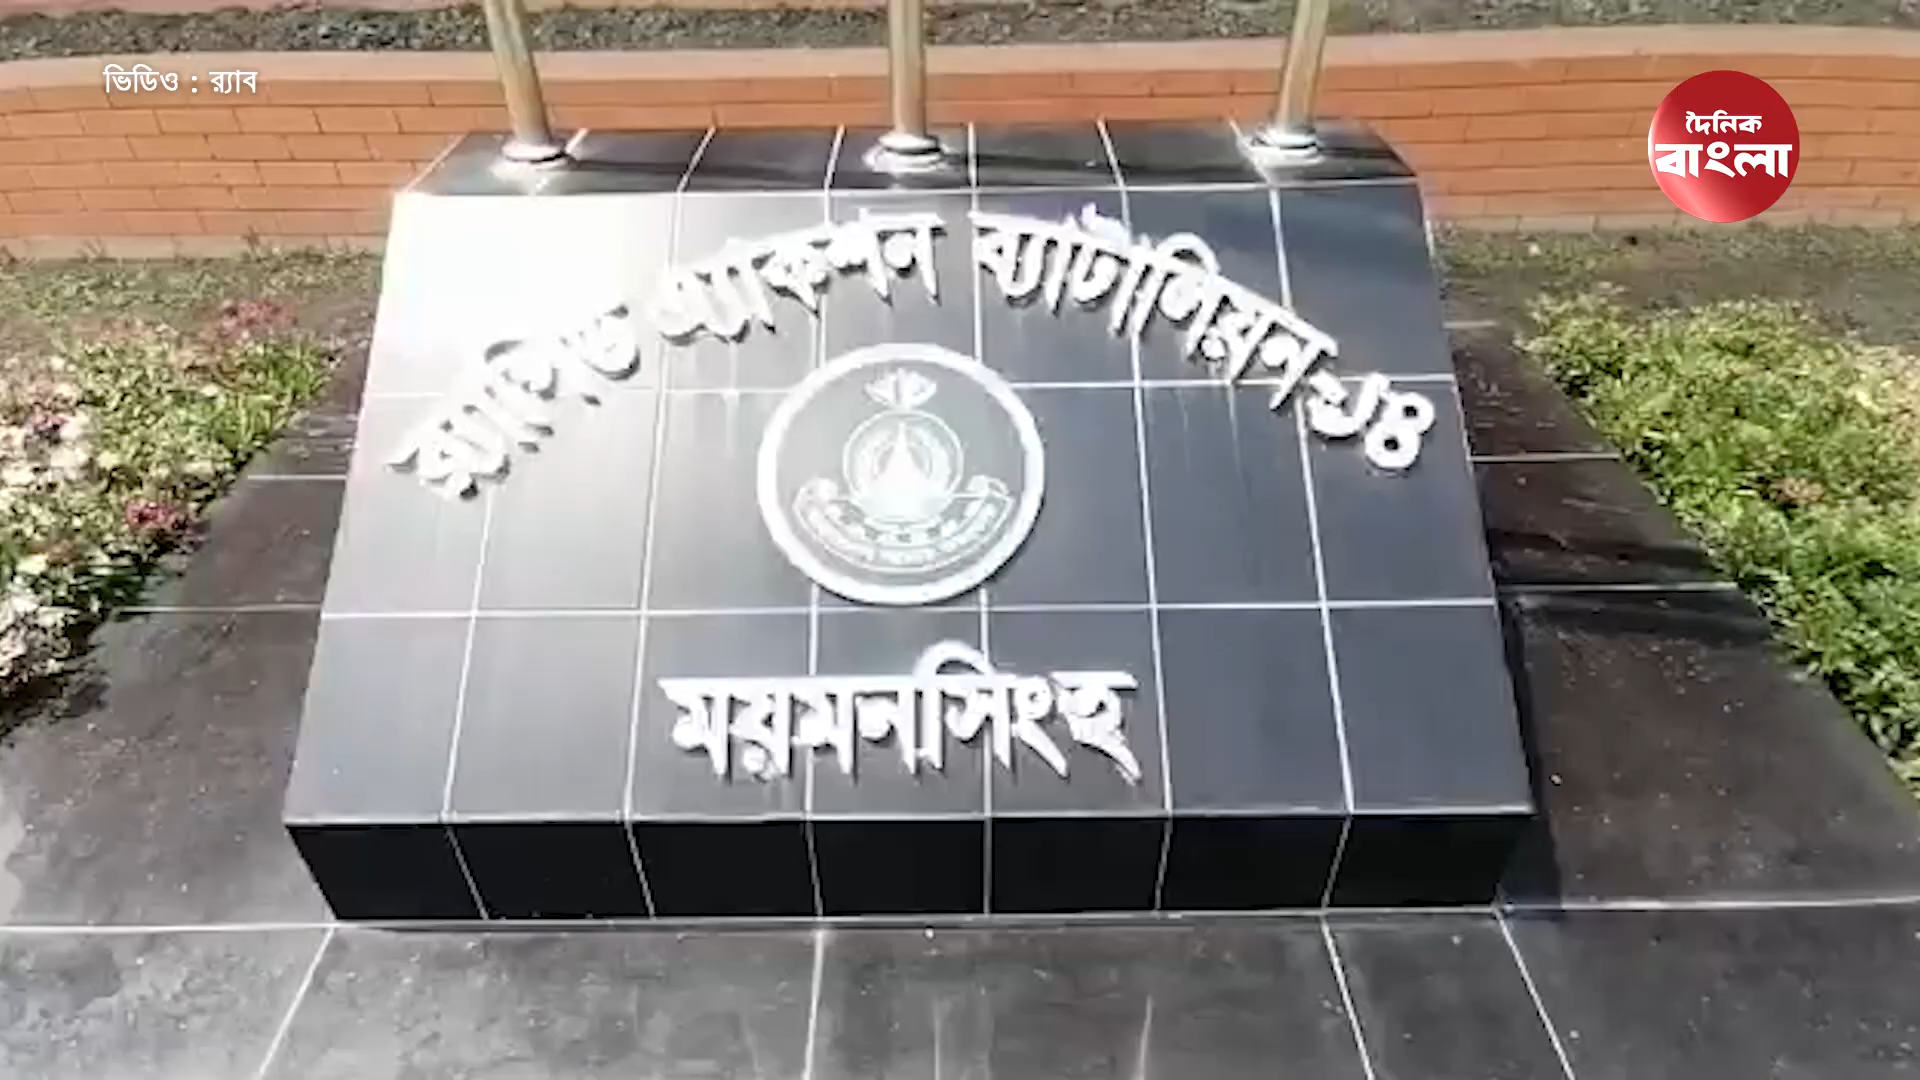 ভিডিও : র‍্যাব
দৈনিক
বাংলা
র‍্যাপিড এ্যাকশন ব্যাটালিয়ন-১৪
ময়মনসিংহ